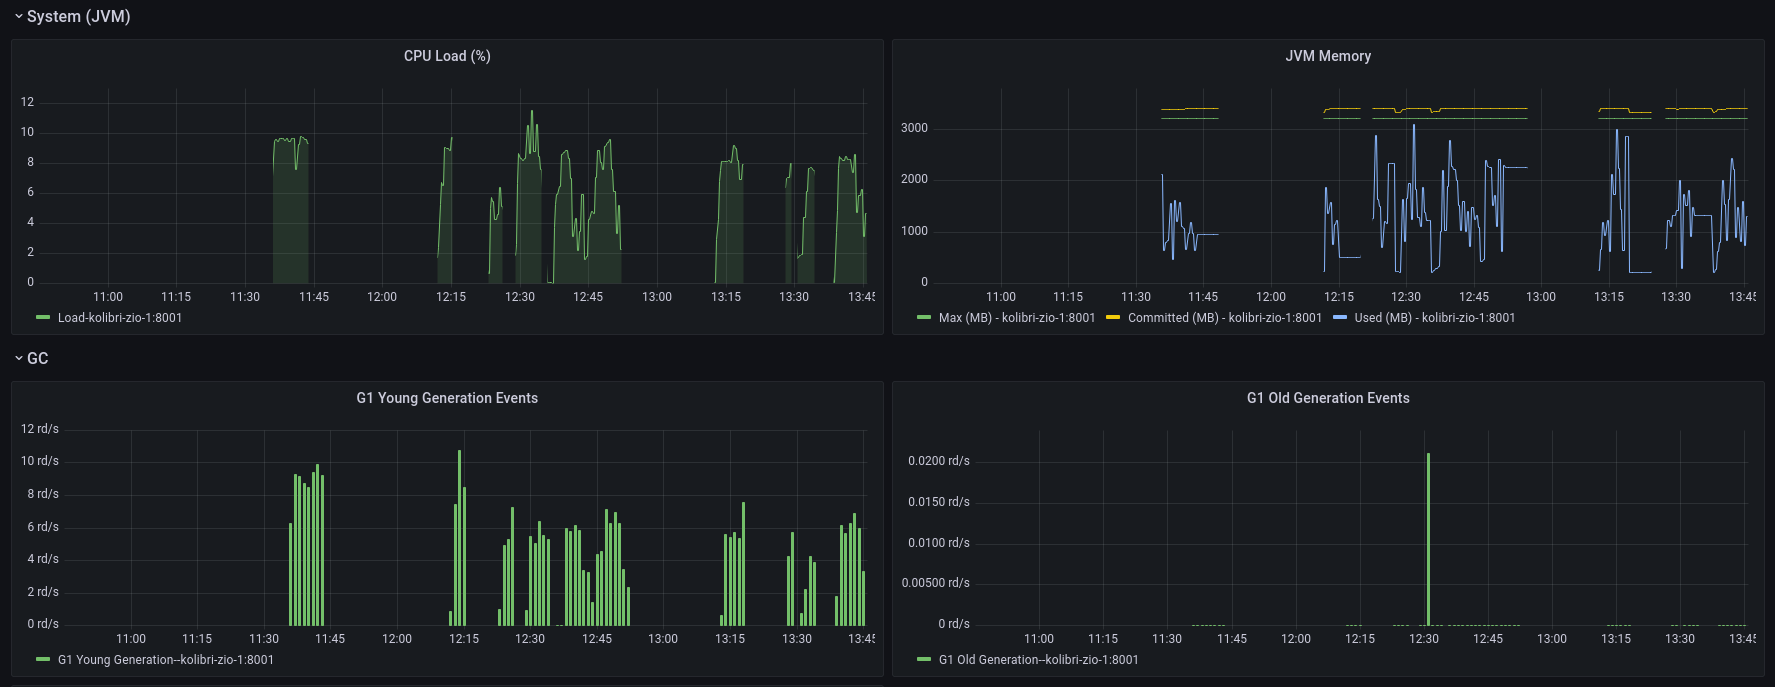 System (JVM)
CPU Load (%)
12
10
8
6
4
2
0
11:00 11:15 11:30 11:45 12:00 12:15 12:30 12:45 13:00 13:15 13:30 13:45
Load-kolibri-zio-1:8001
JVM Memory
3000
2000
1000
0
11:00 11:15 11:30 11:45 12:00 12:15 12:30 12:45 13:00 13:15 13:30 13:45
Max (MB) - kolibri-zio-1:8001 Committed (MB) - kolibri-zio-1:8001 Used (MB) - kolibri-zio-1:8001
GC
G1 Young Generation Events
12 rd/s
10 rd/s
8 rd/s
6 rd/s
4 rd/s
2 rd/s
0 rd/s
11:00 11:15 11:30 11:45 12:00 12:15 12:30 12:45 13:00 13:15 13:30 13:45
G1 Young Generation--kolibri-zio-1:8001
G1 Old Generation Events
0.0200 rd/s
0.0150 rd/s
0.0100 rd/s
0.00500 rd/s
0 rd/s
11:00 11:15 11:30 11:45 12:00 12:15 12:30 12:45 13:00 13:15 13:30 13:45
G1 Old Generation--kolibri-zio-1:8001